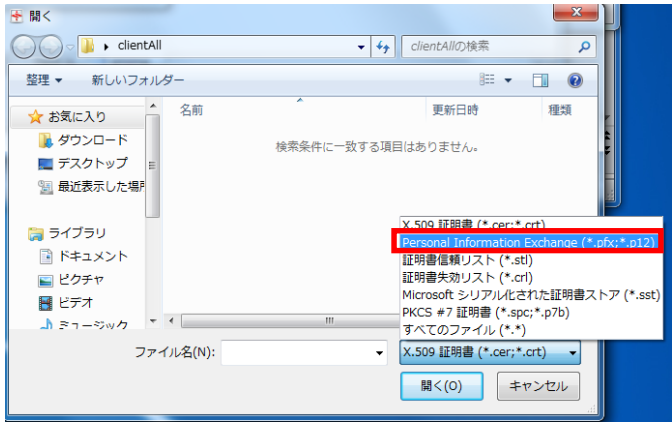 開く
clientAll
clientAllの検索
整理
新しいフォルダー
お気に入り
ダウンロード
デスクトップ
最近表示した場所
ライブラリ
ドキュメント
ピクチャ
ビデオ
ミュージック
名前
更新日時
種類
検索条件に一致する項目はありません。
X.509 証明書 (*.cer;*.crt)
Personal Information Exchange (*.pfx;*.p12)
証明書信頼リスト (*.stl)
証明書失効リスト (*.crl)
Microsoft シリアル化された証明書ストア (*.sst)
PKCS #7 証明書 (*.spc;*.p7b)
すべてのファイル (*.*)
ファイル名(N):
X.509 証明書 (*.cer;*.crt)
開く(O)
キャンセル